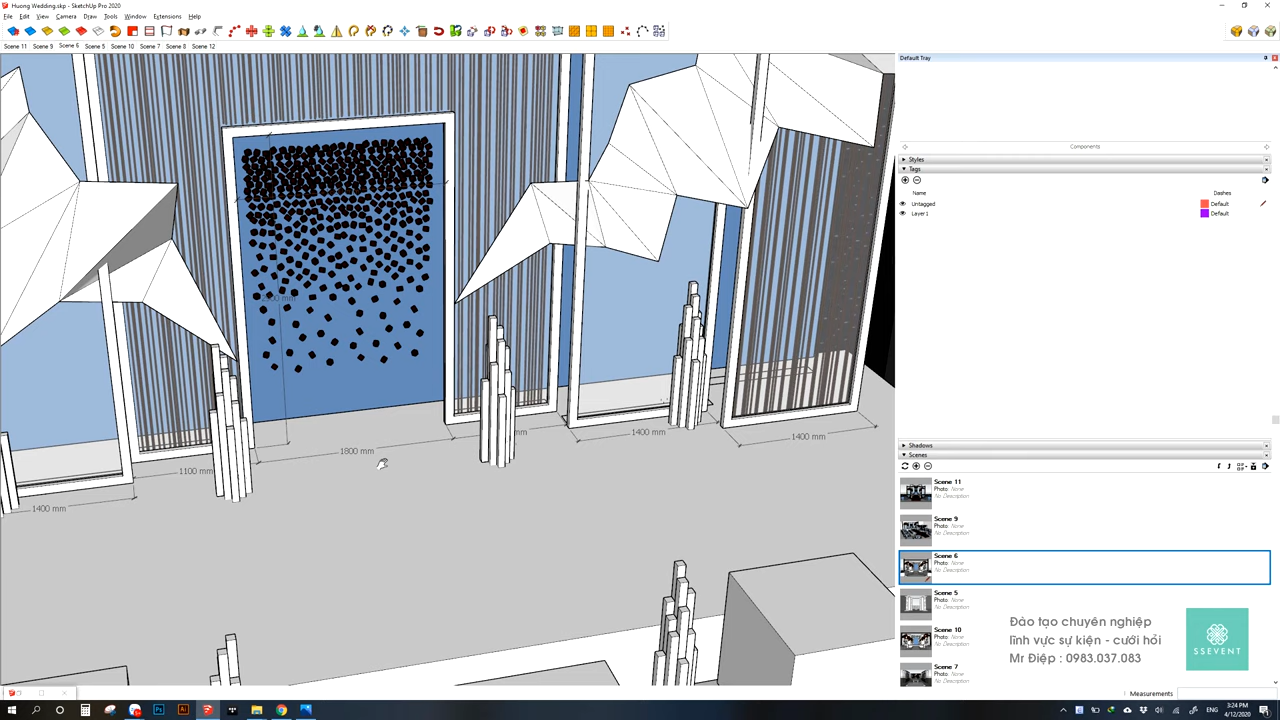 Huong Wedding.skp - SketchUp Pro 2020
File Edit View Camera Draw Tools Window Extensions Help
Scene 11 Scene 9 Scene 6 Scene 5 Scene 10 Scene 7 Scene 8 Scene 12
Default Tray
Components
Styles
Tags
Name Dashes
Untagged Default
Layer1 Default
1800 mm
1100 mm
1400 mm
mm
1400 mm
1400 mm
Shadows
Scenes
Scene 11
Photo: None
No Description
Scene 9
Photo: None
No Description
Scene 6
Photo: None
No Description
Scene 5
Photo: None
No Description
Scene 10
Photo: None
No Description
Scene 7
Photo: None
No Description
Đào tạo chuyên nghiệp
lĩnh vực sự kiện - cưới hỏi
Mr Điệp : 0983.037.083
SSEVENT
Measurements
ENG
3:24 PM
4/12/2020